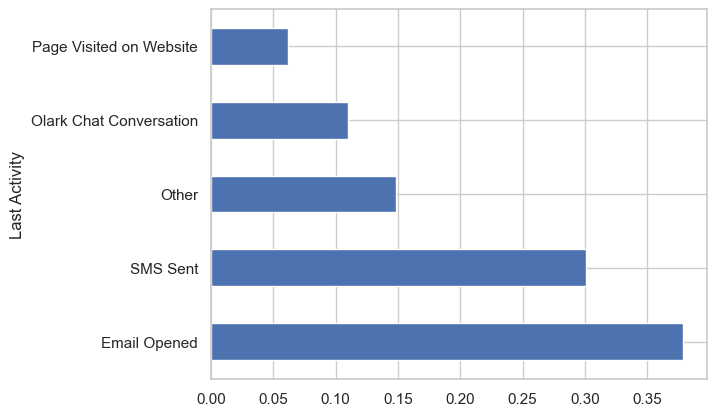 Last Activity
Page Visited on Website
Olark Chat Conversation
Other
SMS Sent
Email Opened
0.00 0.05 0.10 0.15 0.20 0.25 0.30 0.35